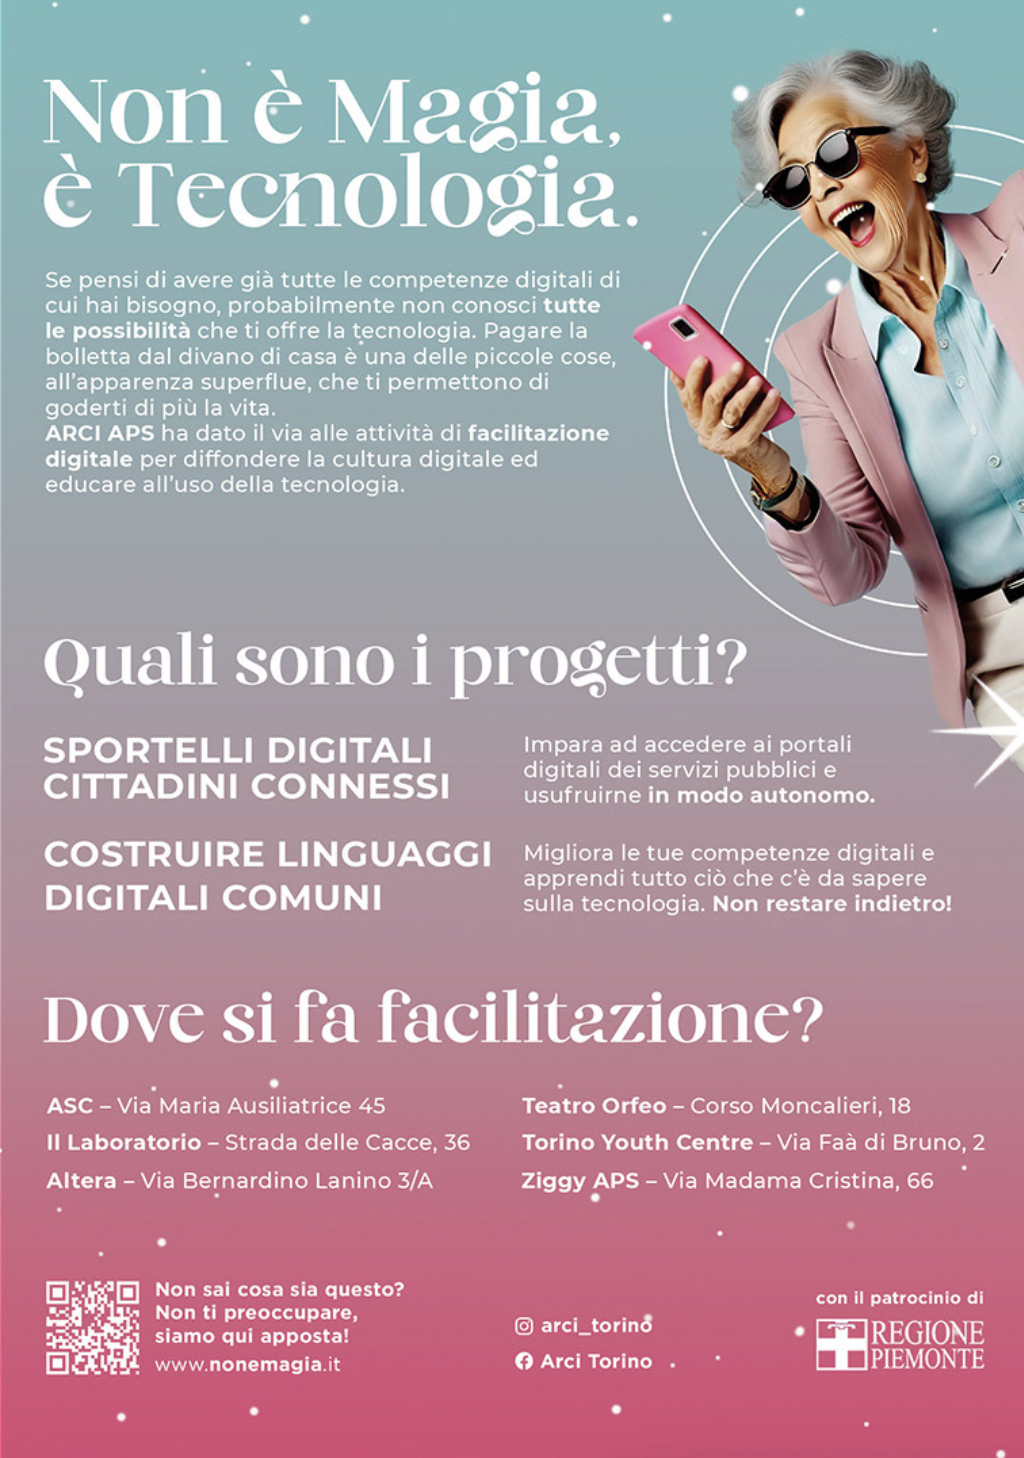 Non è Magia,
è Tecnologia.
Se pensi di avere già tutte le competenze digitali di
cui hai bisogno, probabilmente non conosci tutte
le possibilità che ti offre la tecnologia. Pagare la
bolletta dal divano di casa è una delle piccole cose,
all'apparenza superflue, che ti permettono di
goderti di più la vita.
ARCI APS ha dato il via alle attività di facilitazione
digitale per diffondere la cultura digitale ed
educare all'uso della tecnologia.
Quali sono i progetti?
SPORTELLI DIGITALI
CITTADINI CONNESSI
Impara ad accedere ai portali
digitali dei servizi pubblici e
usufruirne in modo autonomo.
COSTRUIRE LINGUAGGI
DIGITALI COMUNI
Migliora le tue competenze digitali e
apprendi tutto ciò che c'è da sapere
sulla tecnologia. Non restare indietro!
Dove si fa facilitazione?
ASC – Via Maria Ausiliatrice 45
Il Laboratorio – Strada delle Cacce, 36
Altera – Via Bernardino Lanino 3/A
Teatro Orfeo – Corso Moncalieri, 18
Torino Youth Centre – Via Faà di Bruno, 2
Ziggy APS – Via Madama Cristina, 66
Non sai cosa sia questo?
Non ti preoccupare,
siamo qui apposta!
www.nonemagia.it
arci_torino
Arci Torino
con il patrocinio di
REGIONE
PIEMONTE